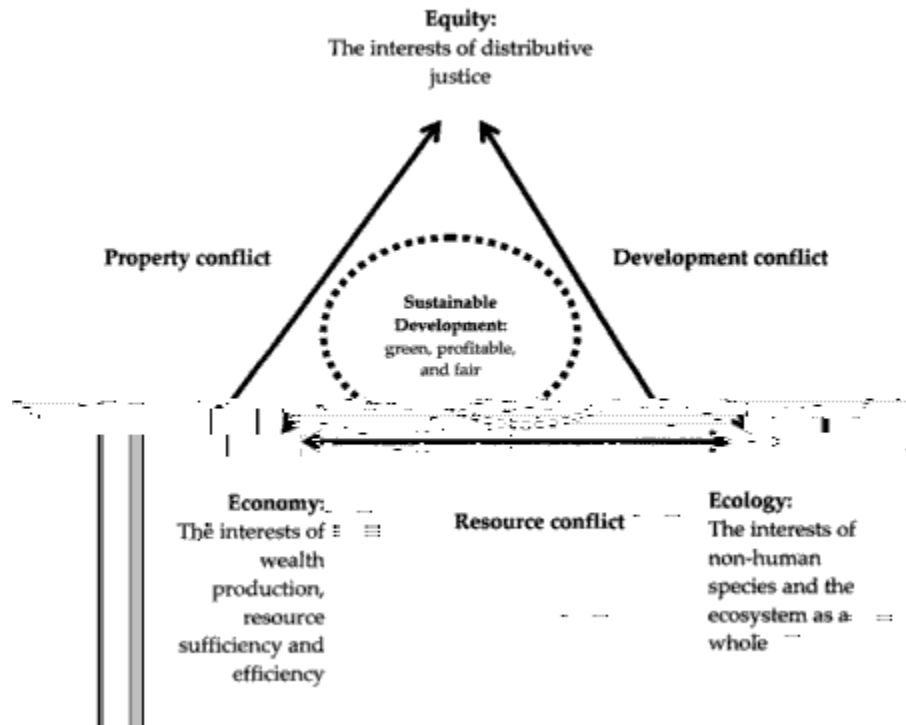 Equity:
The interests of distributive
justice
Property conflict
Development conflict
Sustainable
Development:
green, profitable,
and fair
Economy:
The interests of
wealth
production,
resource
sufficiency and
efficiency
Resource conflict
Ecology:
The interests of
non-human
species and the
ecosystem as a
whole